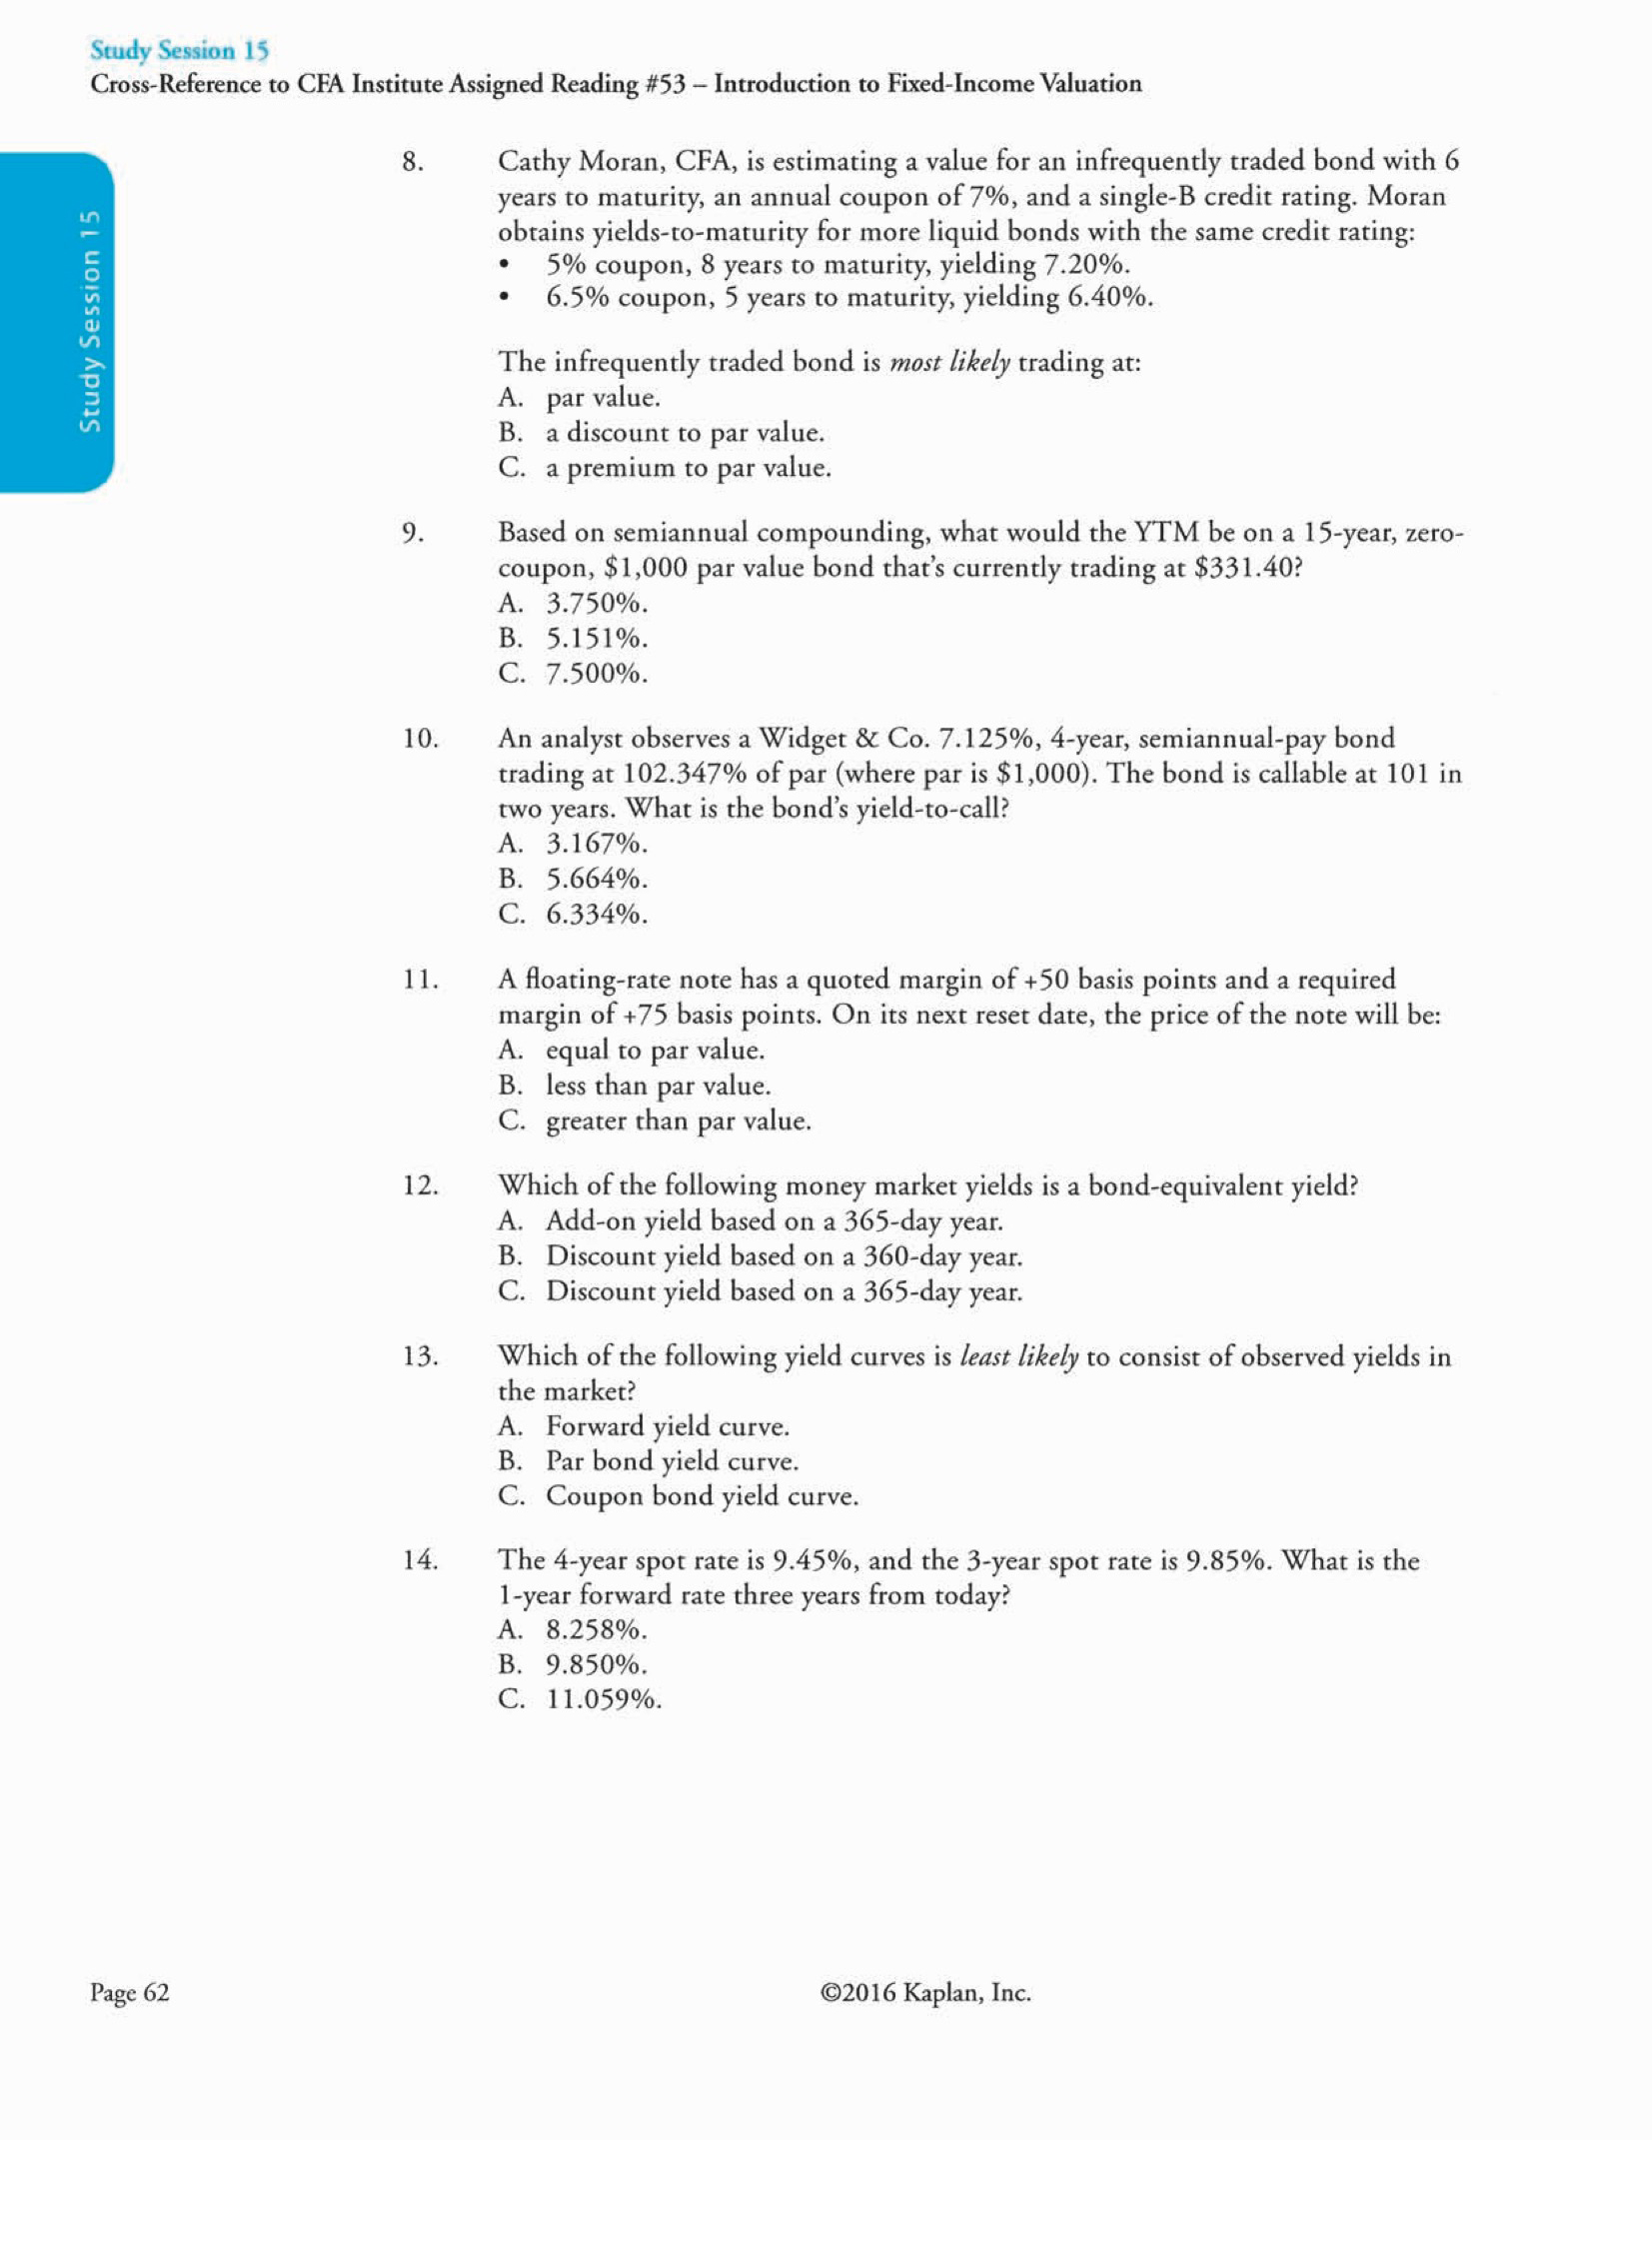 Study Session 15
Cross-Reference to CFA Institute Assigned Reading #53 – Introduction to Fixed-Income Valuation
Study Session 15
8. Cathy Moran, CFA, is estimating a value for an infrequently traded bond with 6
years to maturity, an annual coupon of 7%, and a single-B credit rating. Moran
obtains yields-to-maturity for more liquid bonds with the same credit rating:
• 5% coupon, 8 years to maturity, yielding 7.20%.
• 6.5% coupon, 5 years to maturity, yielding 6.40%.
The infrequently traded bond is most likely trading at:
A. par value.
B. a discount to par value.
C. a premium to par value.
9. Based on semiannual compounding, what would the YTM be on a 15-year, zero-
coupon, $1,000 par value bond that's currently trading at $331.40?
A. 3.750%.
B. 5.151%.
C. 7.500%.
10. An analyst observes a Widget & Co. 7.125%, 4-year, semiannual-pay bond
trading at 102.347% of par (where par is $1,000). The bond is callable at 101 in
two years. What is the bond's yield-to-call?
A. 3.167%.
B. 5.664%.
C. 6.334%.
11. A floating-rate note has a quoted margin of +50 basis points and a required
margin of +75 basis points. On its next reset date, the price of the note will be:
A. equal to par value.
B. less than par value.
C. greater than par value.
12. Which of the following money market yields is a bond-equivalent yield?
A. Add-on yield based on a 365-day year.
B. Discount yield based on a 360-day year.
C. Discount yield based on a 365-day year.
13. Which of the following yield curves is least likely to consist of observed yields in
the market?
A. Forward yield curve.
B. Par bond yield curve.
C. Coupon bond yield curve.
14. The 4-year spot rate is 9.45%, and the 3-year spot rate is 9.85%. What is the
1-year forward rate three years from today?
A. 8.258%.
B. 9.850%.
C. 11.059%.
Page 62
©2016 Kaplan, Inc.